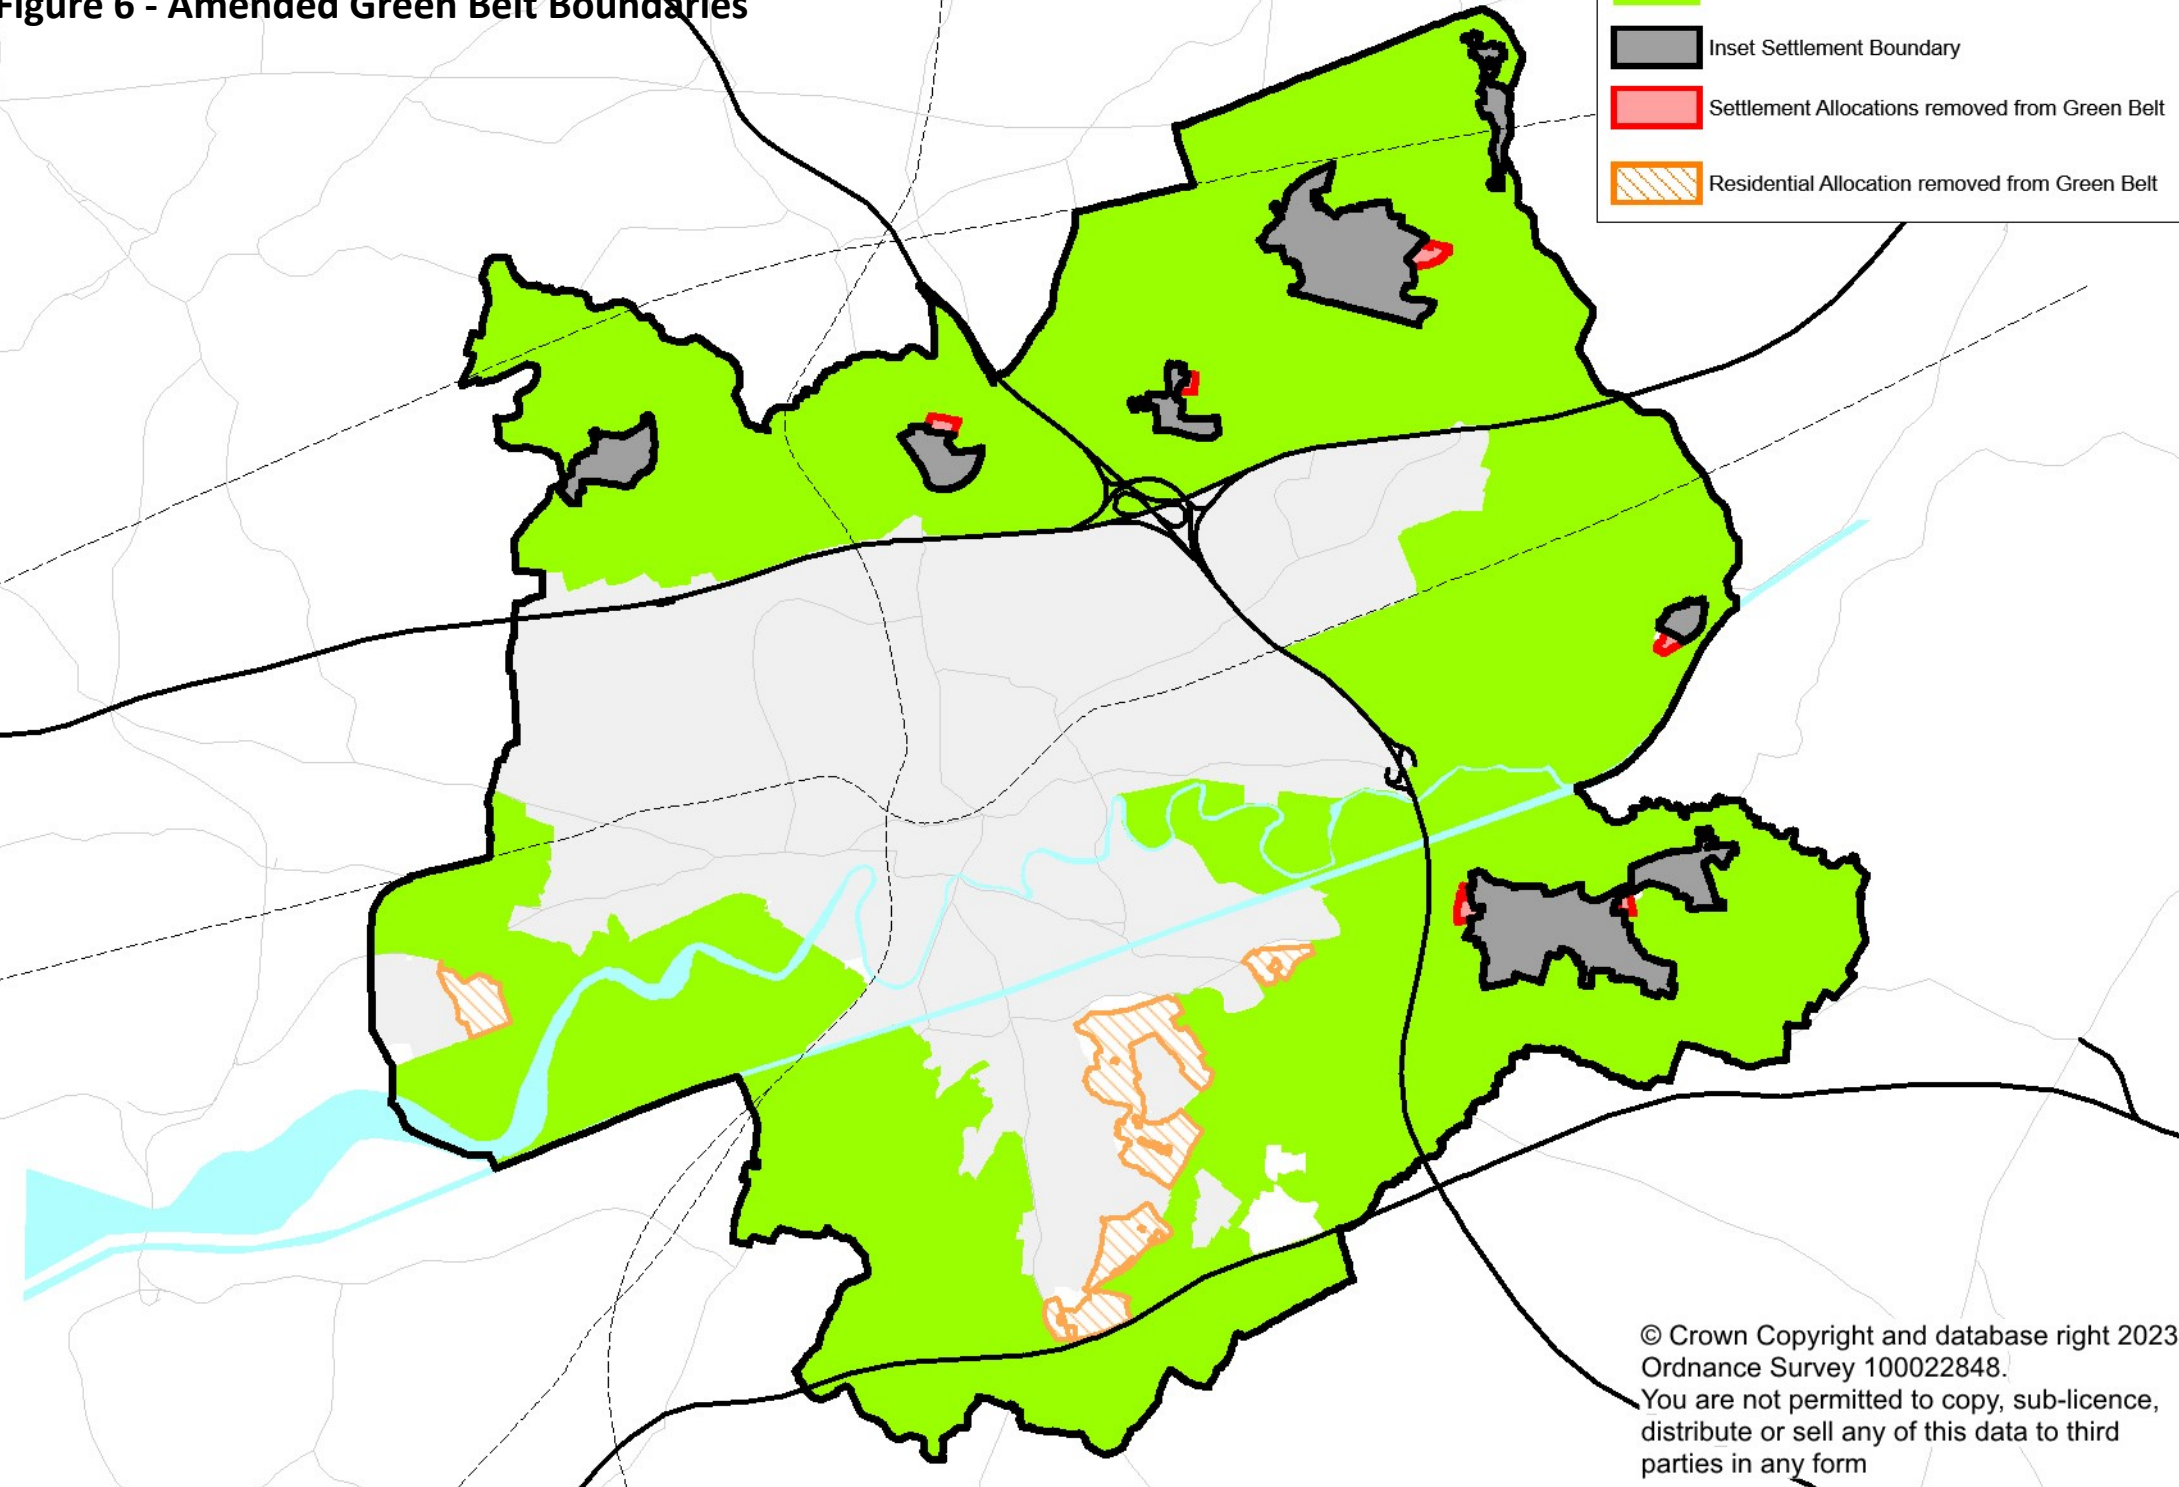 Figure 6 - Amended Green Belt Boundaries
Inset Settlement Boundary
Settlement Allocations removed from Green Belt
Residential Allocation removed from Green Belt
© Crown Copyright and database right 2023
Ordnance Survey 100022848.
You are not permitted to copy, sub-licence,
distribute or sell any of this data to third
parties in any form